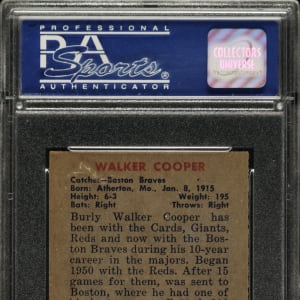 PROFESSIONAL
PSA
Sports
AUTHENTICATOR
COLLECTORS
UNIVERSE
WALKER COOPER
Catcher—Boston Braves
Born: Atherton, Mo., Jan. 8, 1915
Height: 6-3 Weight: 195
Bats: Right Throws: Right
Burly Walker Cooper has
been with the Cards, Giants,
Reds and now with the Bos-
ton Braves during his 10-year
career in the majors. Began
1950 with the Reds. After 15
games for them, was sent to
Boston, where he had one of